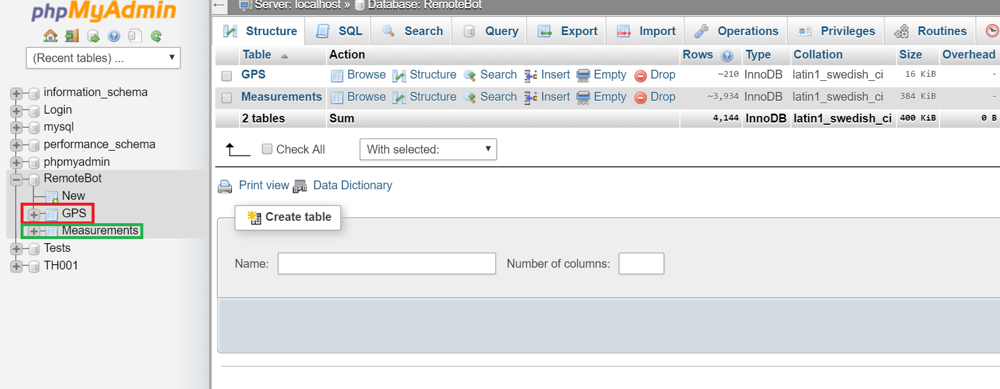 phpMyAdmin
(Recent tables) ...
information_schema
Login
mysql
performance_schema
phpmyadmin
RemoteBot
New
GPS
Measurements
Tests
TH001
Server: localhost » Database: RemoteBot
Structure SQL Search Query Export Import Operations Privileges Routines
Table Action Rows Type Collation Size Overhead
GPS Browse Structure Search Insert Empty Drop ~210 InnoDB latin1_swedish_ci 16 KiB -
Measurements Browse Structure Search Insert Empty Drop ~3,934 InnoDB latin1_swedish_ci 384 KiB -
2 tables Sum 4,144 InnoDB latin1_swedish_ci 400 KiB 0 B
Check All With selected:
Print view Data Dictionary
Create table
Name: Number of columns: